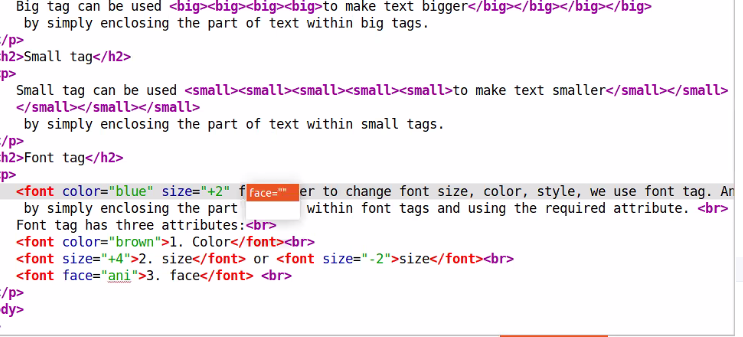 Big tag can be used <big><big><big><big>to make text bigger</big></big></big></big>
by simply enclosing the part of text within big tags.
/p>
h2>Small tag</h2>
p>
Small tag can be used <small><small><small><small><small>to make text smaller</small></small>
</small></small></small>
by simply enclosing the part of text within small tags.
/p>
h2>Font tag</h2>
p>
<font color="blue" size="+2" f face="" er to change font size, color, style, we use font tag. An
by simply enclosing the part within font tags and using the required attribute. <br>
Font tag has three attributes:<br>
<font color="brown">1. Color</font><br>
<font size="+4">2. size</font> or <font size="-2">size</font><br>
<font face="ani">3. face</font> <br>
/p>
dy>